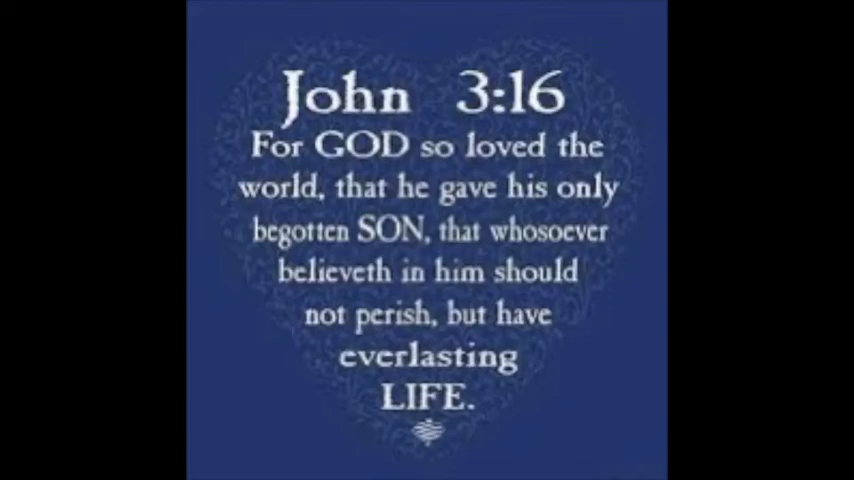 John 3:16
For GOD so loved the
world, that he gave his only
begotten SON, that whosoever
believeth in him should
not perish, but have
everlasting
LIFE.